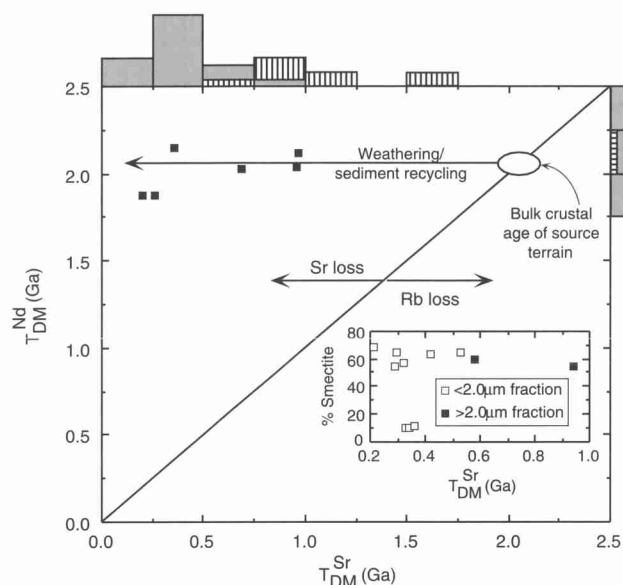 2.5
2.0
1.5
1.0
0.5
0.0
T Nd DM (Ga)
Weathering/
sediment recycling
Bulk crustal
age of source
terrain
Sr loss
Rb loss
80
60
40
20
0
% Smectite
<2.0μm fraction
>2.0μm fraction
0.2 0.4 0.6 0.8 1.0
T Sr DM (Ga)
0.0 0.5 1.0 1.5 2.0 2.5
T Sr DM (Ga)